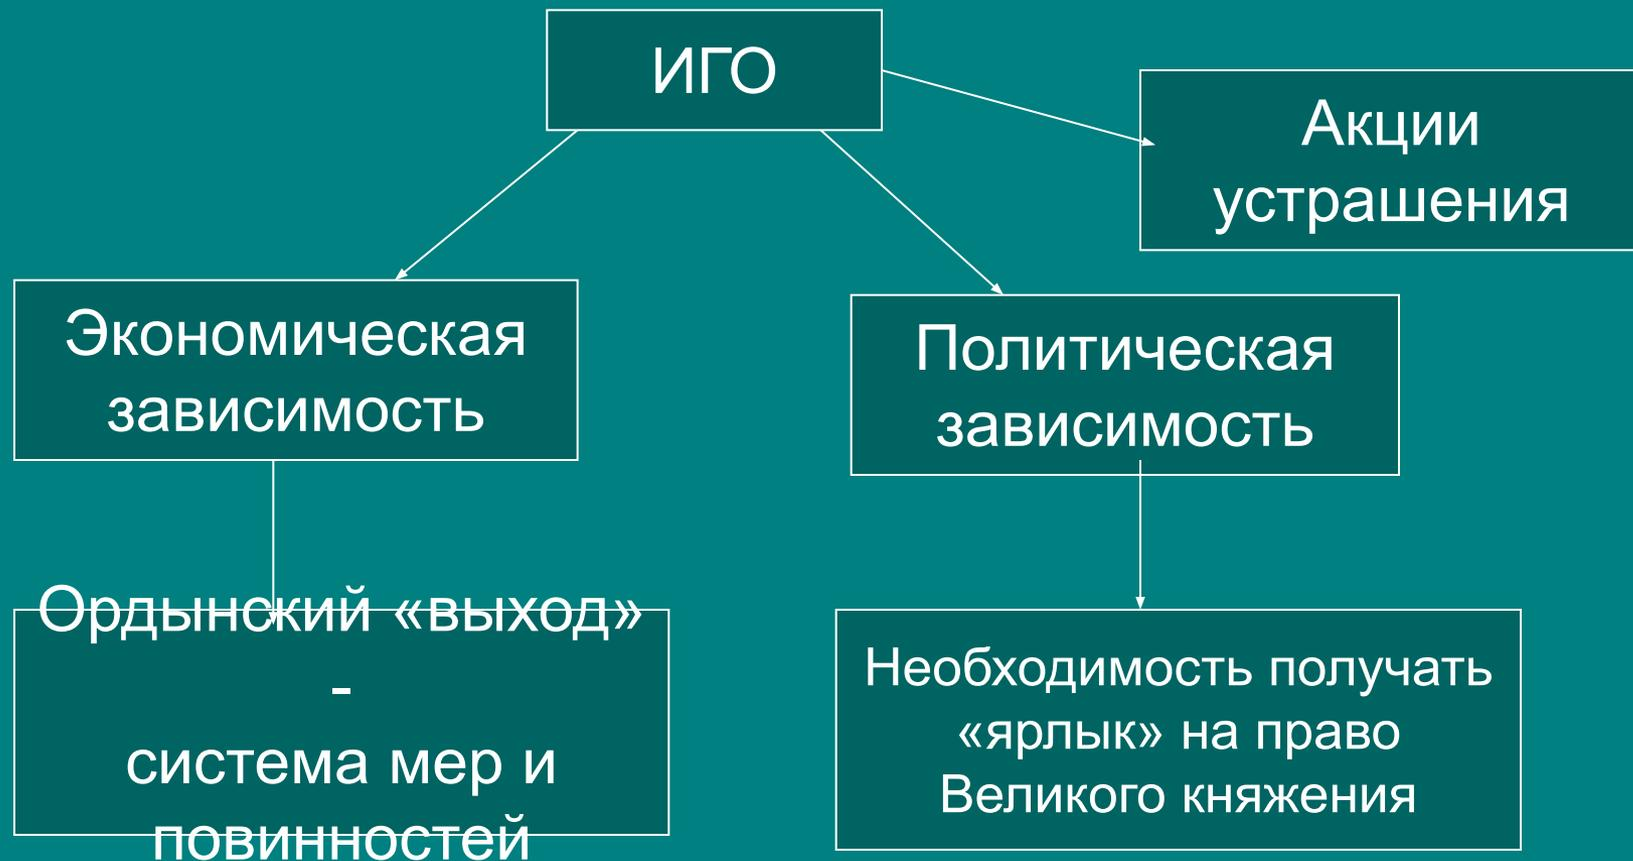 ИГО
Акции
устрашения
Экономическая
зависимость
Политическая
зависимость
Ордынский «выход»
-
система мер и
повинностей
Необходимость получать
«ярлык» на право
Великого княжения